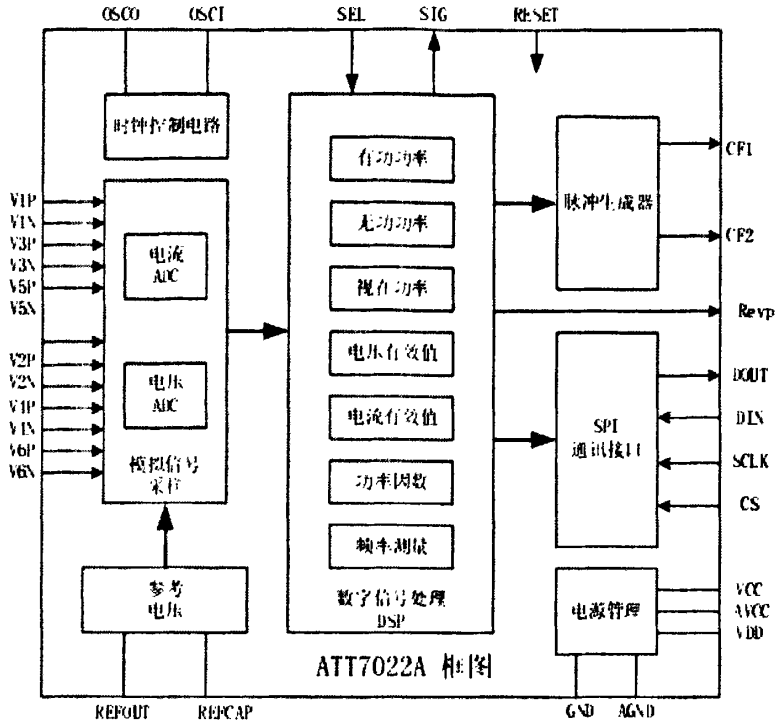 OSCO OSCI SEL SIG RESET
时钟控制电路
V1P
V1N
V3P
V3N
V5P
V5N
V2P
V2N
V4P
V4N
V6P
V6N
电流
ADC
电压
ADC
模拟信号
采样
参考
电压
REFOUT REFCAP
有功功率
无功功率
视在功率
电压有效值
电流有效值
功率因数
频率测量
数字信号处理
DSP
脉冲生成器
CF1
CF2
Revp
SPI
通讯接口
DOUT
DIN
SCLK
CS
电源管理
VCC
AVCC
VDD
GND AGND
ATT7022A 框图